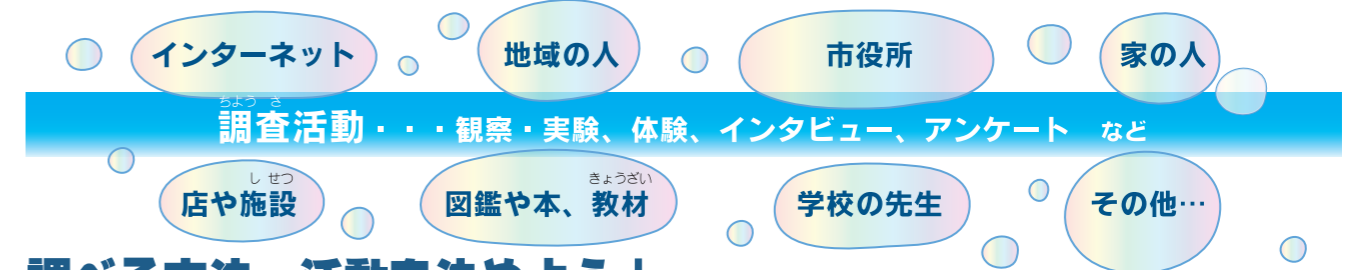 インターネット
地域の人
市役所
家の人
ちょうさ
調査活動・・・観察・実験、体験、インタビュー、アンケート など
しせつ
店や施設
きょうざい
図鑑や本、教材
学校の先生
その他…